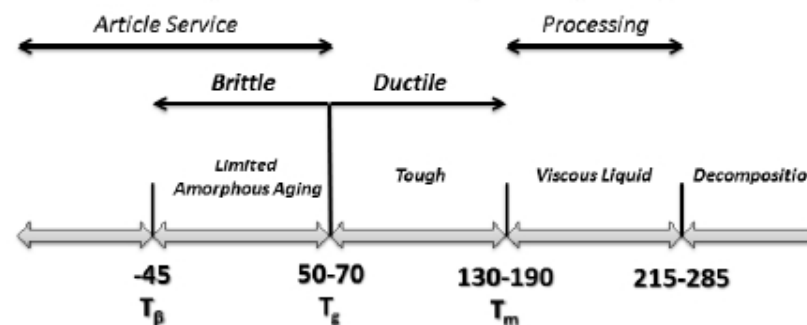 Article Service
Processing
Brittle
Ductile
Limited
Amorphous Aging
Tough
Viscous Liquid
Decompositio
-45
50-70
130-190
215-285
Tβ
Tg
Tm